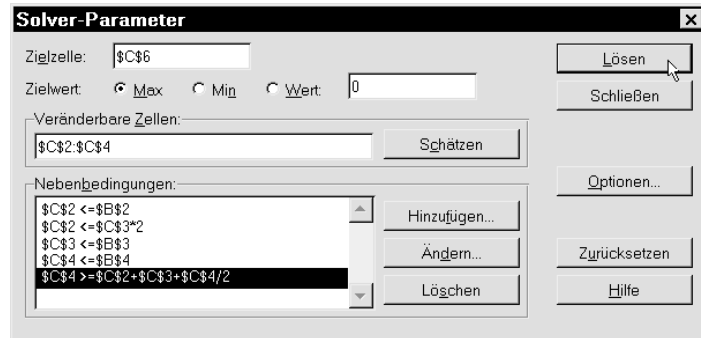 Solver-Parameter
Zielzelle: $C$6
Lösen
Zielwert: Max Min Wert: 0
Schließen
Veränderbare Zellen:
$C$2:$C$4 Schätzen
Optionen...
Nebenbedingungen:
$C$2 <=$B$2
$C$2 <=$C$3*2
$C$3 <=$B$3
$C$4 <=$B$4
$C$4 >=$C$2+$C$3+$C$4/2
Hinzufügen...
Ändern...
Löschen
Zurücksetzen
Hilfe